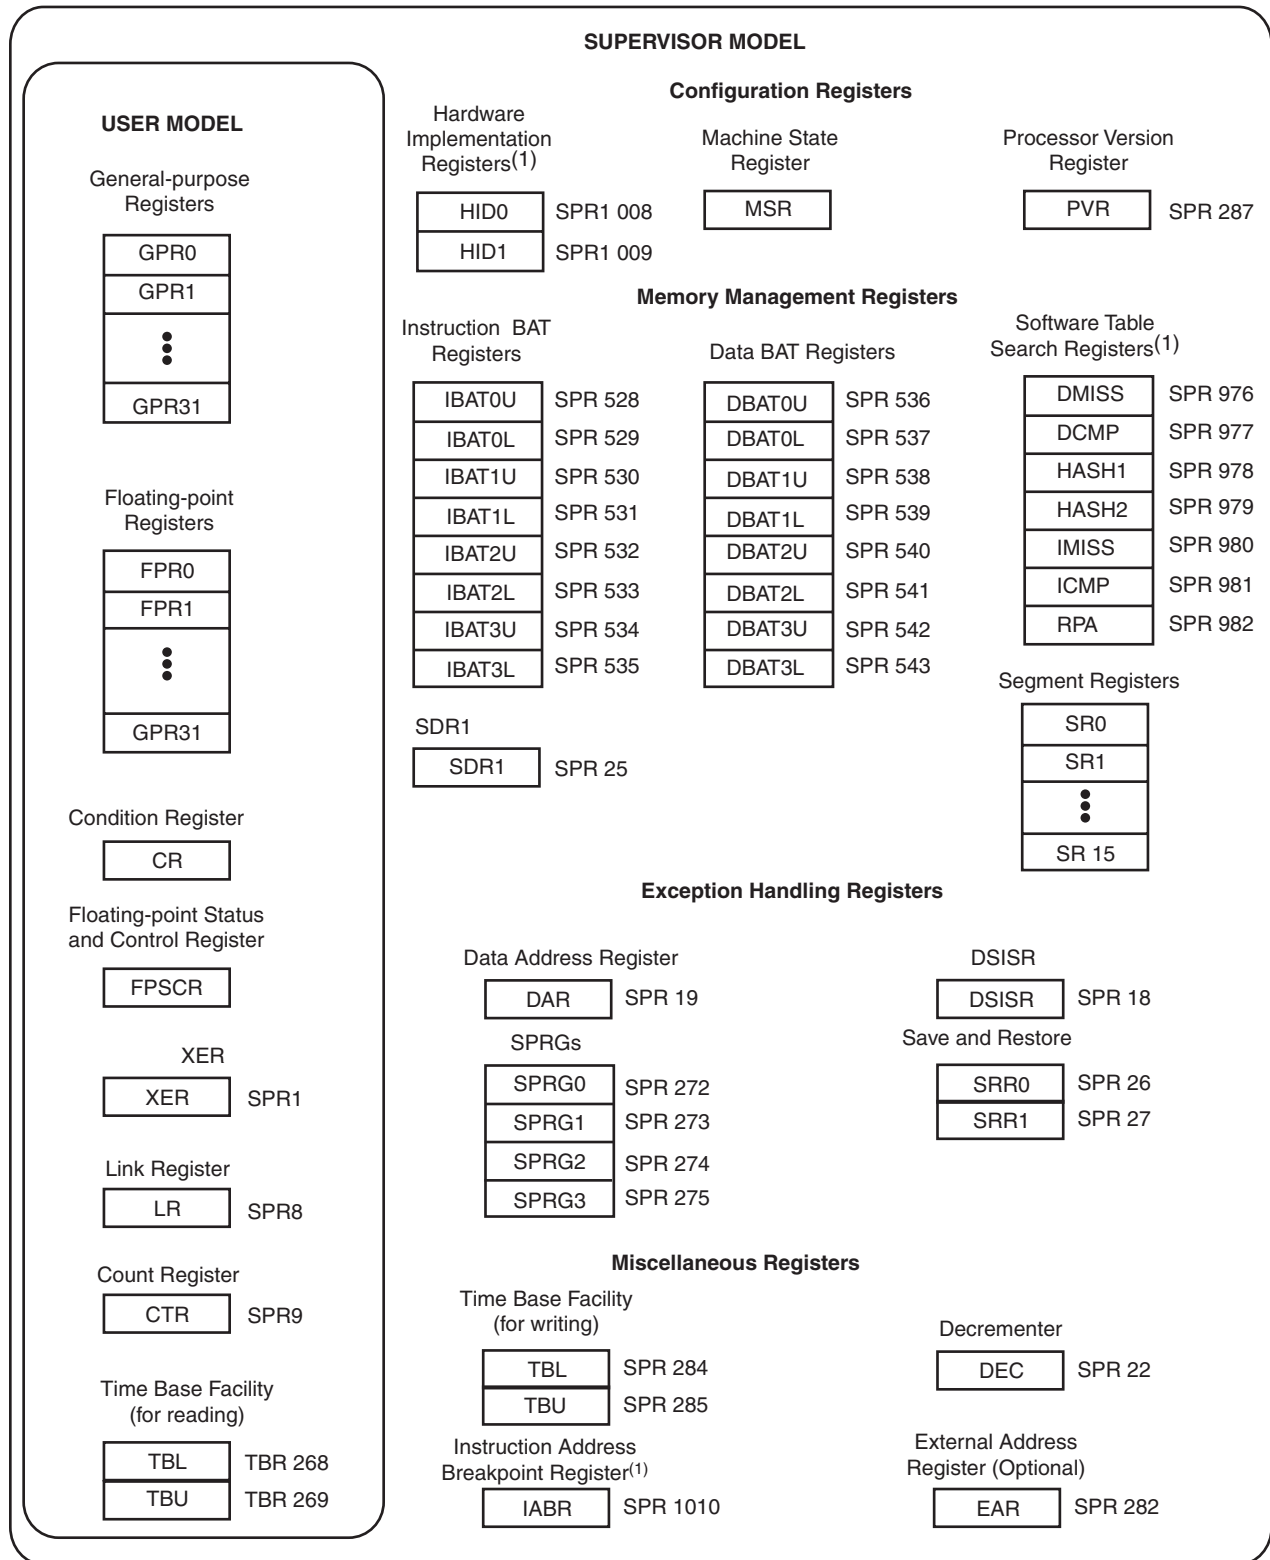 SUPERVISOR MODEL
USER MODEL
General-purpose
Registers
GPR0
GPR1
GPR31
Floating-point
Registers
FPR0
FPR1
GPR31
Condition Register
CR
Floating-point Status
and Control Register
FPSCR
XER
XER SPR1
Link Register
LR SPR8
Count Register
CTR SPR9
Time Base Facility
(for reading)
TBL TBR 268
TBU TBR 269
Configuration Registers
Hardware
Implementation
Registers(1)
HID0 SPR1 008
HID1 SPR1 009
Machine State
Register
MSR
Processor Version
Register
PVR SPR 287
Memory Management Registers
Instruction BAT
Registers
IBAT0U SPR 528
IBAT0L SPR 529
IBAT1U SPR 530
IBAT1L SPR 531
IBAT2U SPR 532
IBAT2L SPR 533
IBAT3U SPR 534
IBAT3L SPR 535
Data BAT Registers
DBAT0U SPR 536
DBAT0L SPR 537
DBAT1U SPR 538
DBAT1L SPR 539
DBAT2U SPR 540
DBAT2L SPR 541
DBAT3U SPR 542
DBAT3L SPR 543
Software Table
Search Registers(1)
DMISS SPR 976
DCMP SPR 977
HASH1 SPR 978
HASH2 SPR 979
IMISS SPR 980
ICMP SPR 981
RPA SPR 982
SDR1
SDR1 SPR 25
Segment Registers
SR0
SR1
SR 15
Exception Handling Registers
Data Address Register
DAR SPR 19
DSISR
DSISR SPR 18
SPRGs
SPRG0 SPR 272
SPRG1 SPR 273
SPRG2 SPR 274
SPRG3 SPR 275
Save and Restore
SRR0 SPR 26
SRR1 SPR 27
Miscellaneous Registers
Time Base Facility
(for writing)
TBL SPR 284
TBU SPR 285
Decrementer
DEC SPR 22
Instruction Address
Breakpoint Register(1)
IABR SPR 1010
External Address
Register (Optional)
EAR SPR 282